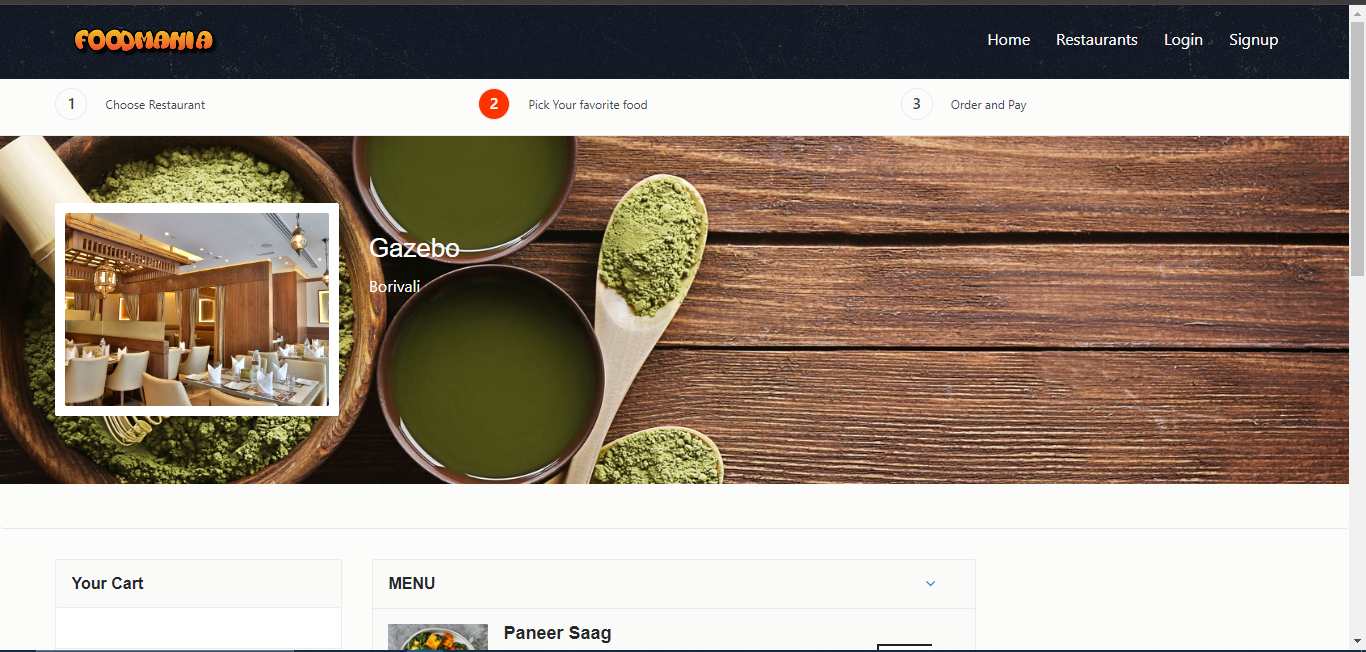 FOODMANIA
Home Restaurants Login Signup
1 Choose Restaurant 2 Pick Your favorite food 3 Order and Pay
Gazebo
Borivali
Your Cart
MENU
Paneer Saag